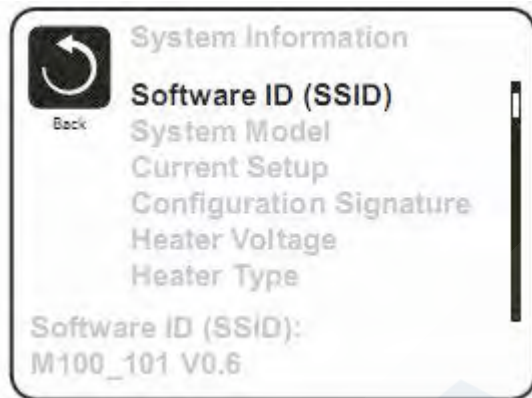 System Information
Back
Software ID (SSID)
System Model
Current Setup
Configuration Signature
Heater Voltage
Heater Type
Software ID (SSID):
M100_101 V0.6